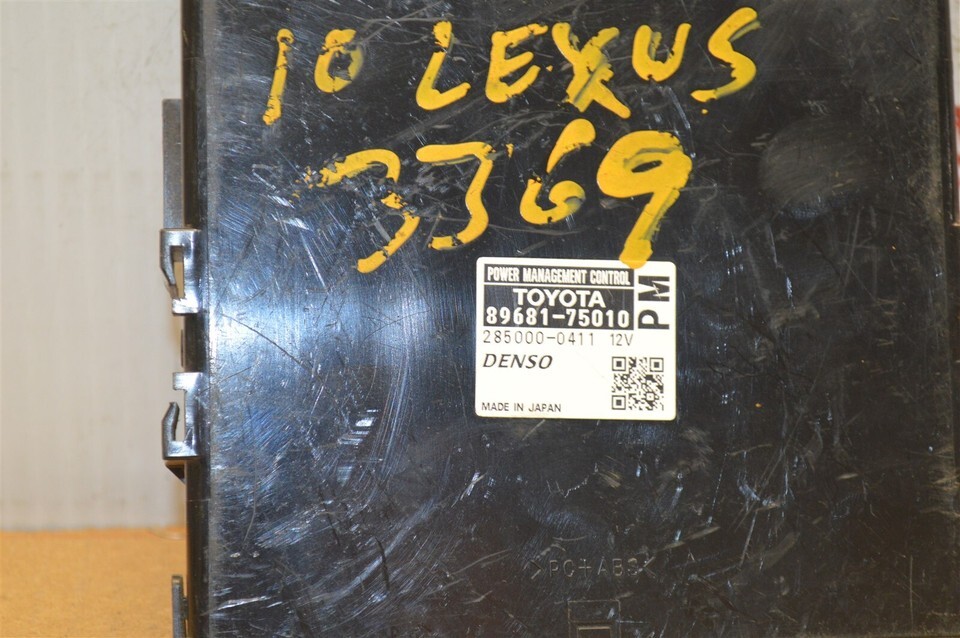 10 LEXUS
3369
POWER MANAGEMENT CONTROL
TOYOTA
89681-75010
PM
285000-0411 12V
DENSO
MADE IN JAPAN
>PC+ABS<